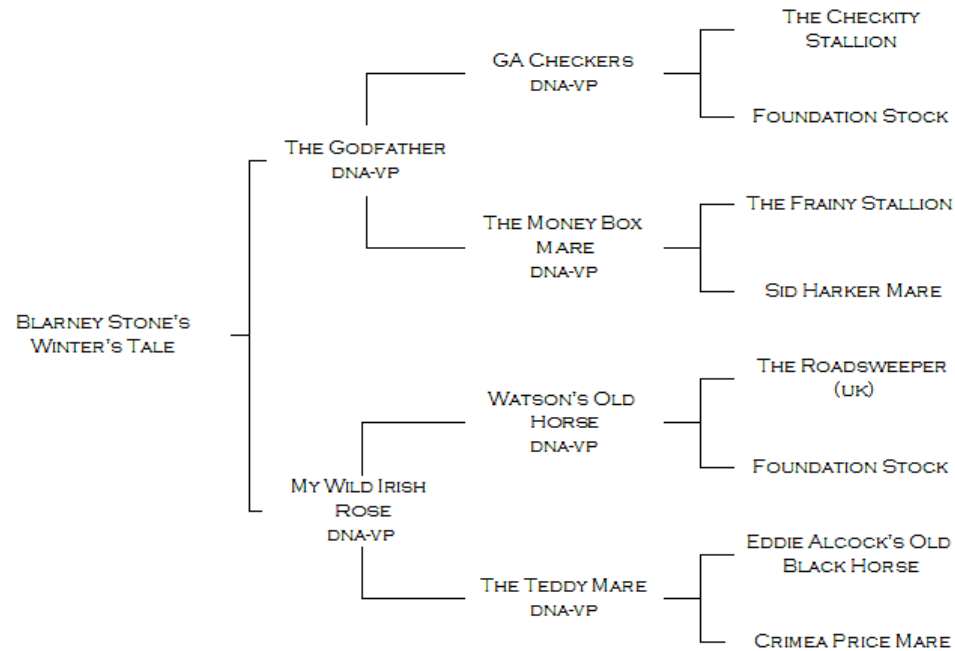 The Checkity
Stallion
GA Checkers
DNA-VP
Foundation Stock
The Godfather
DNA-VP
The Frainy Stallion
The Money Box
Mare
DNA-VP
Sid Harker Mare
Blarney Stone's
Winter's Tale
The Roadsweeper
(UK)
Watson's Old
Horse
DNA-VP
Foundation Stock
My Wild Irish
Rose
DNA-VP
Eddie Alcock's Old
Black Horse
The Teddy Mare
DNA-VP
Crimea Price Mare